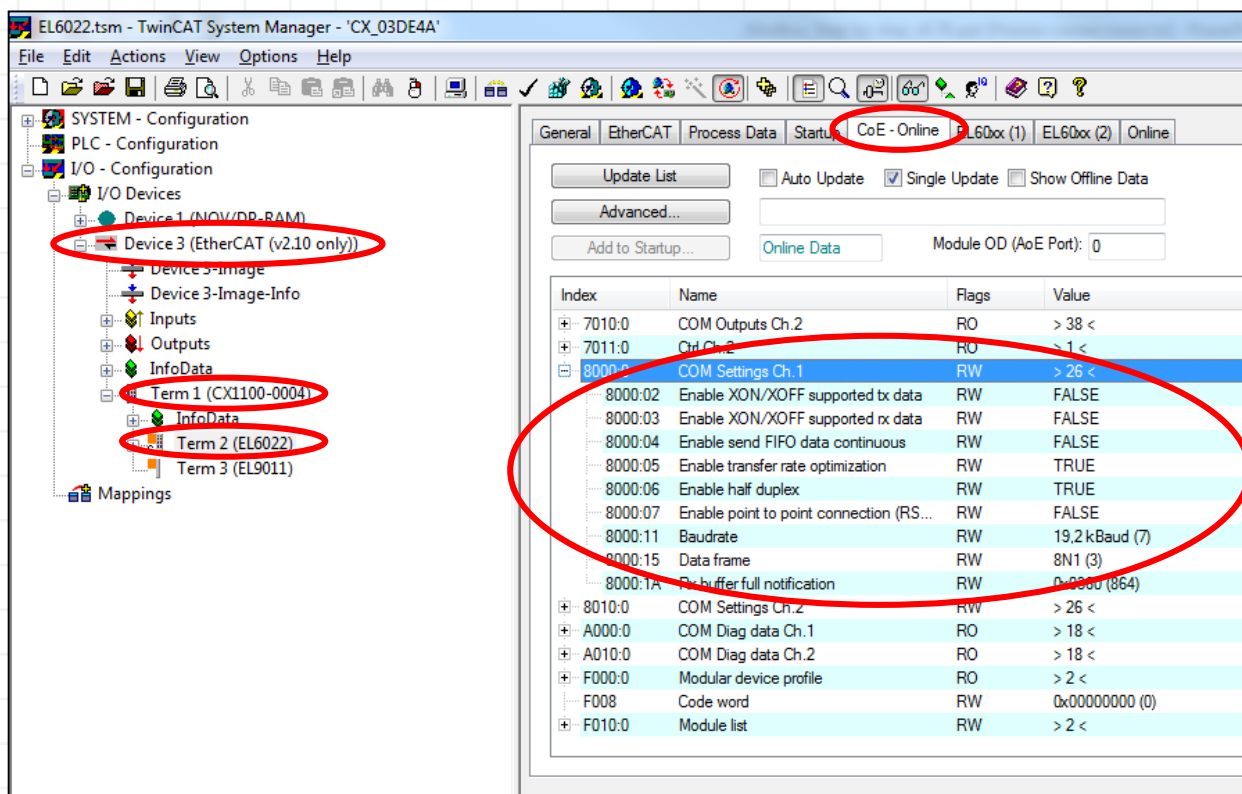 EL6022.tsm - TwinCAT System Manager - 'CX_03DE4A'
File Edit Actions View Options Help
SYSTEM - Configuration
PLC - Configuration
I/O - Configuration
I/O Devices
Device 1 (NOV/DP-RAM)
Device 3 (EtherCAT (v2.10 only))
Device 3-Image
Device 3-Image-Info
Inputs
Outputs
InfoData
Term 1 (CX1100-0004)
InfoData
Term 2 (EL6022)
Term 3 (EL9011)
Mappings
General EtherCAT Process Data Startup CoE - Online EL60xx (1) EL60xx (2) Online
Update List Auto Update Single Update Show Offline Data
Advanced...
Add to Startup... Online Data Module OD (AoE Port): 0
Index Name Flags Value
7010:0 COM Outputs Ch.2 RO > 38 <
7011:0 Ctrl Ch.2 RO > 1 <
8000:0 COM Settings Ch.1 RW > 26 <
8000:02 Enable XON/XOFF supported tx data RW FALSE
8000:03 Enable XON/XOFF supported rx data RW FALSE
8000:04 Enable send FIFO data continuous RW FALSE
8000:05 Enable transfer rate optimization RW TRUE
8000:06 Enable half duplex RW TRUE
8000:07 Enable point to point connection (RS... RW FALSE
8000:11 Baudrate RW 19,2 kBaud (7)
8000:15 Data frame RW 8N1 (3)
8000:1A Rx buffer full notification RW 0x0360 (864)
8010:0 COM Settings Ch.2 RW > 26 <
A000:0 COM Diag data Ch.1 RO > 18 <
A010:0 COM Diag data Ch.2 RO > 18 <
F000:0 Modular device profile RO > 2 <
F008 Code word RW 0x00000000 (0)
F010:0 Module list RW > 2 <